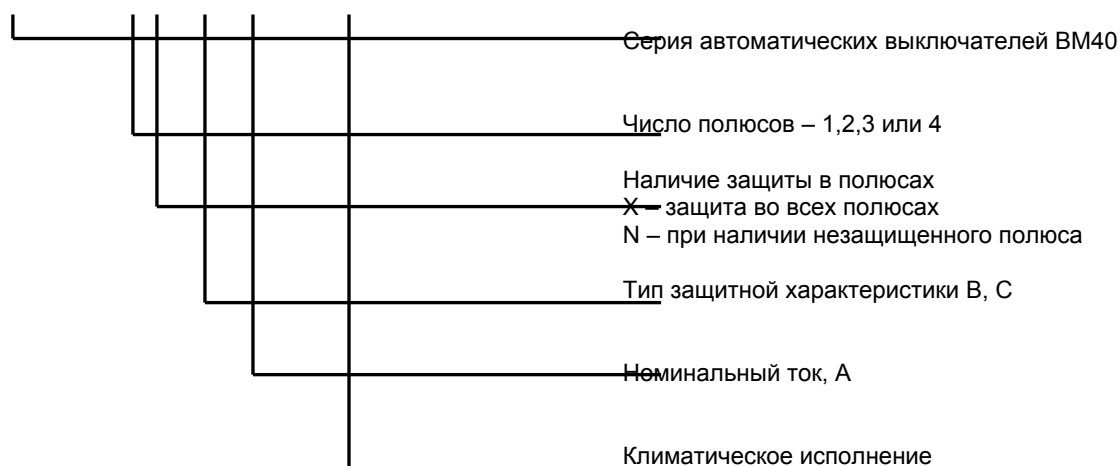 Серия автоматических выключателей ВМ40
Число полюсов – 1,2,3 или 4
Наличие защиты в полюсах
X – защита во всех полюсах
N – при наличии незащищенного полюса
Тип защитной характеристики В, С
Номинальный ток, А
Климатическое исполнение